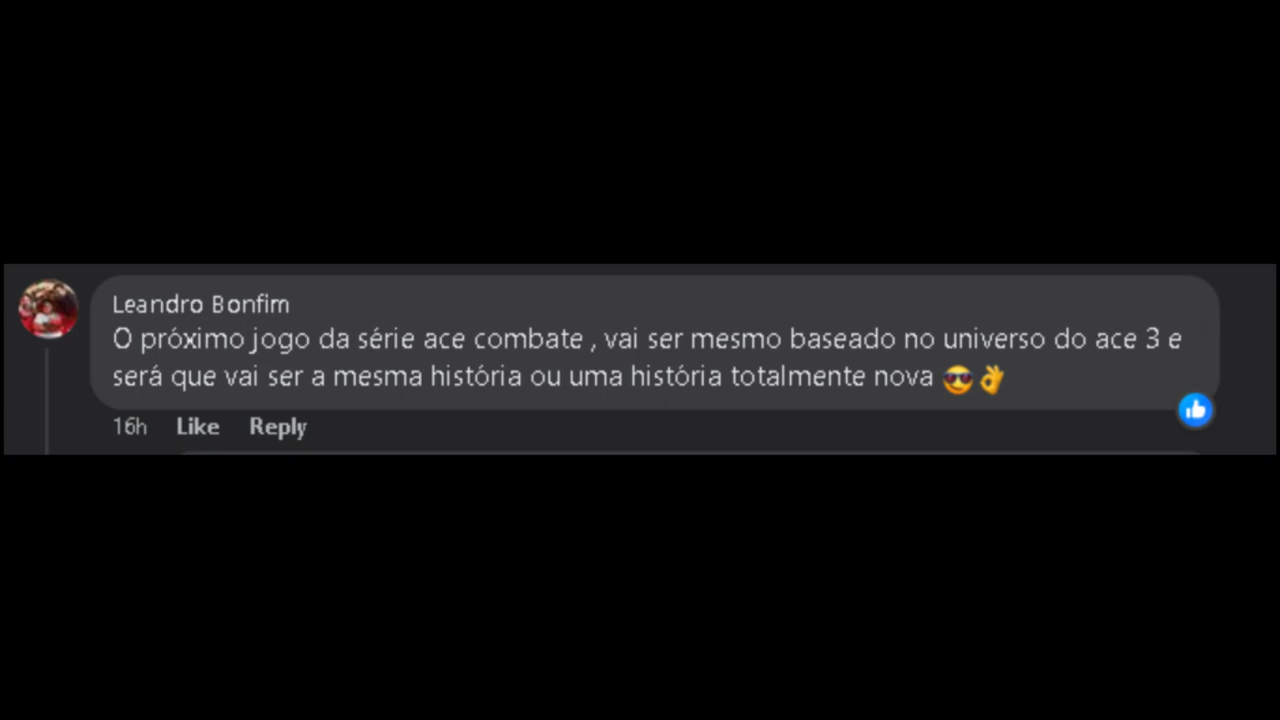 Leandro Bonfim
O próximo jogo da série ace combate , vai ser mesmo baseado no universo do ace 3 e
será que vai ser a mesma história ou uma história totalmente nova 😎👌
16h Like Reply